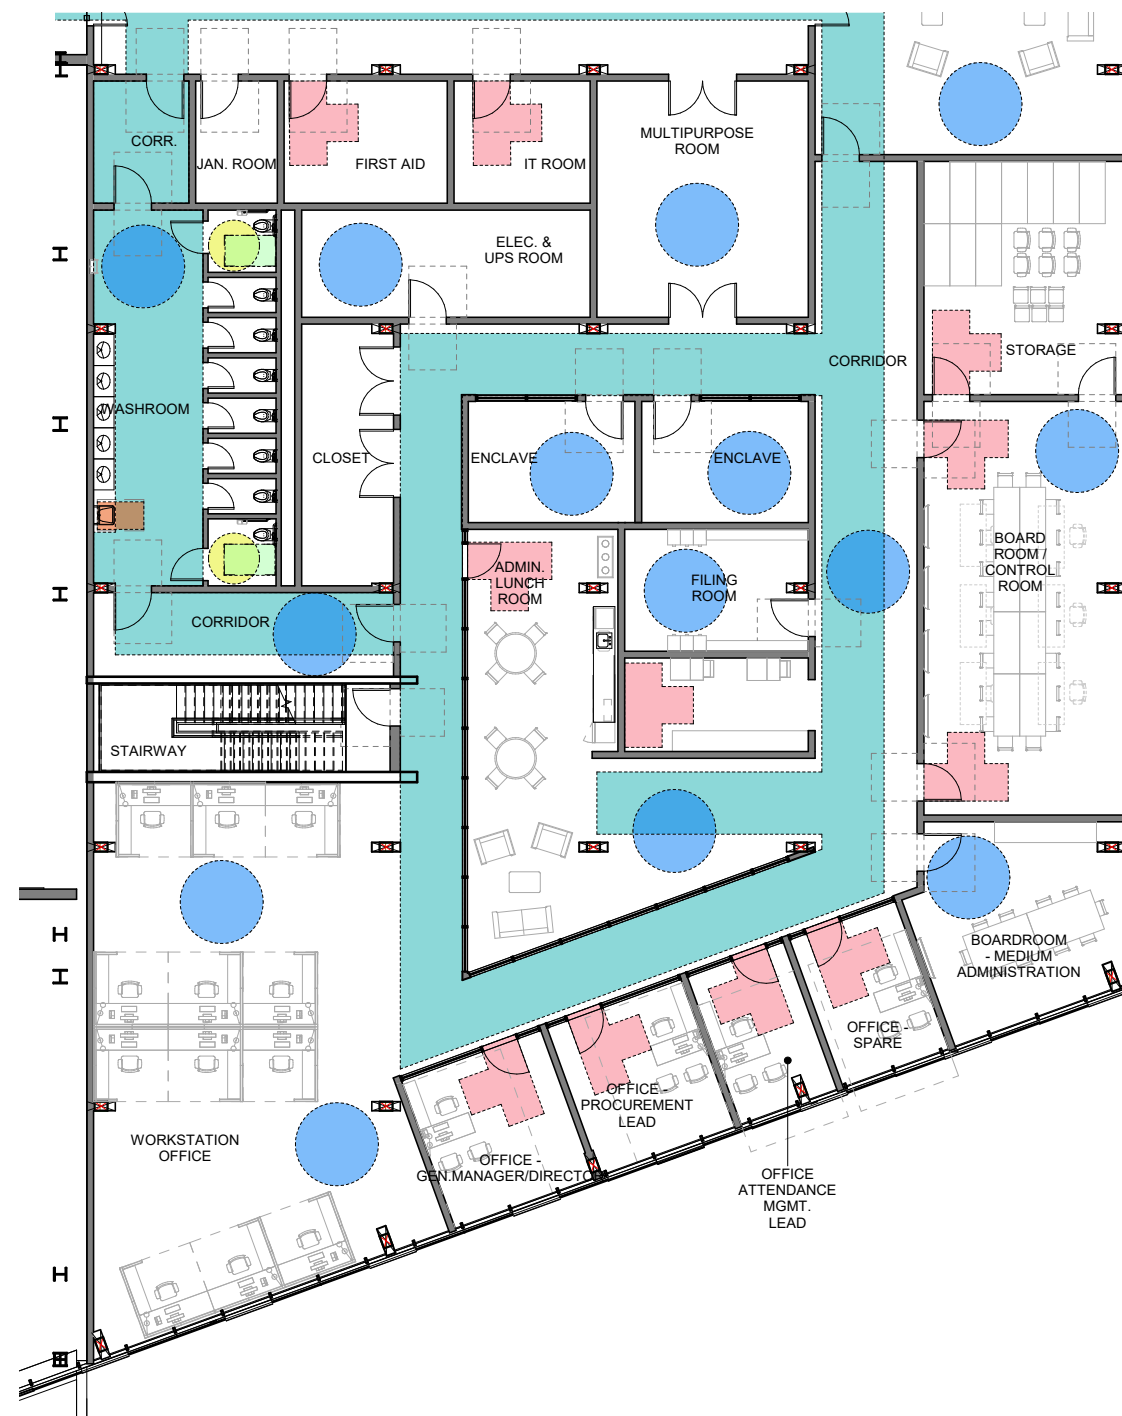 CORR.
JAN. ROOM
FIRST AID
IT ROOM
MULTIPURPOSE
ROOM
ELEC. &
UPS ROOM
CORRIDOR
STORAGE
WASHROOM
CLOSET
ENCLAVE
ENCLAVE
ADMIN.
LUNCH
ROOM
FILING
ROOM
BOARD
ROOM /
CONTROL
ROOM
CORRIDOR
STAIRWAY
BOARDROOM
- MEDIUM
ADMINISTRATION
OFFICE -
SPARE
OFFICE -
PROCUREMENT
LEAD
WORKSTATION
OFFICE
OFFICE -
GEN.MANAGER/DIRECTOR
OFFICE
ATTENDANCE
MGMT.
LEAD